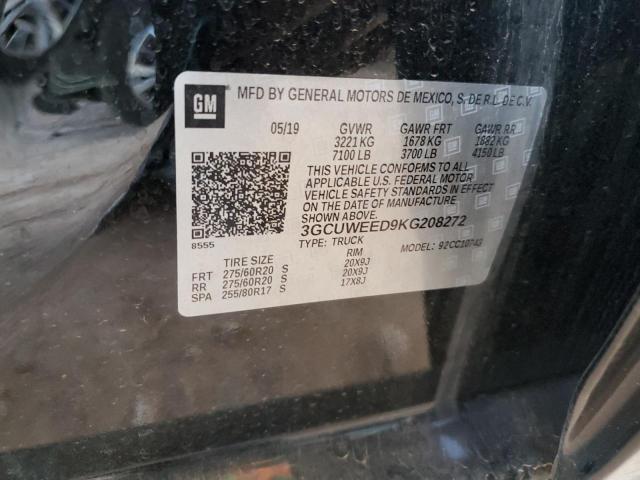 GM
MFD BY GENERAL MOTORS DE MEXICO, S. DE R.L. DE C.V.
05/19 GVWR GAWR FRT GAWR RR
3221 KG 1678 KG 1882 KG
7100 LB 3700 LB 4150 LB
THIS VEHICLE CONFORMS TO ALL
APPLICABLE U.S. FEDERAL MOTOR
VEHICLE SAFETY STANDARDS IN EFFECT
ON THE DATE OF MANUFACTURE
SHOWN ABOVE.
3GCUWEED9KG208272
8555
TYPE: TRUCK 92CC10743
TIRE SIZE RIM
FRT 275/60R20 S 20X9J
RR 275/60R20 S 20X9J
SPA 255/80R17 S 17X8J